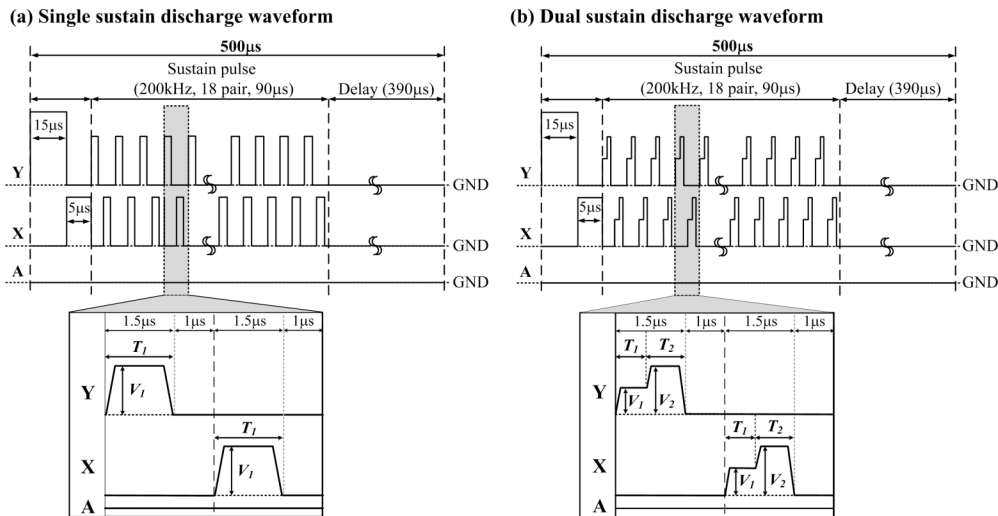 (a) Single sustain discharge waveform
500μs
Sustain pulse
(200kHz, 18 pair, 90μs)
Delay (390μs)
15μs
Y
GND
5μs
X
GND
A
GND
1.5μs 1μs 1.5μs 1μs
T1
Y
V1
T1
X
V1
A
(b) Dual sustain discharge waveform
500μs
Sustain pulse
(200kHz, 18 pair, 90μs)
Delay (390μs)
15μs
Y
GND
5μs
X
GND
A
GND
1.5μs 1μs 1.5μs 1μs
T1 T2
Y
V1 V2
T1 T2
X
V1 V2
A